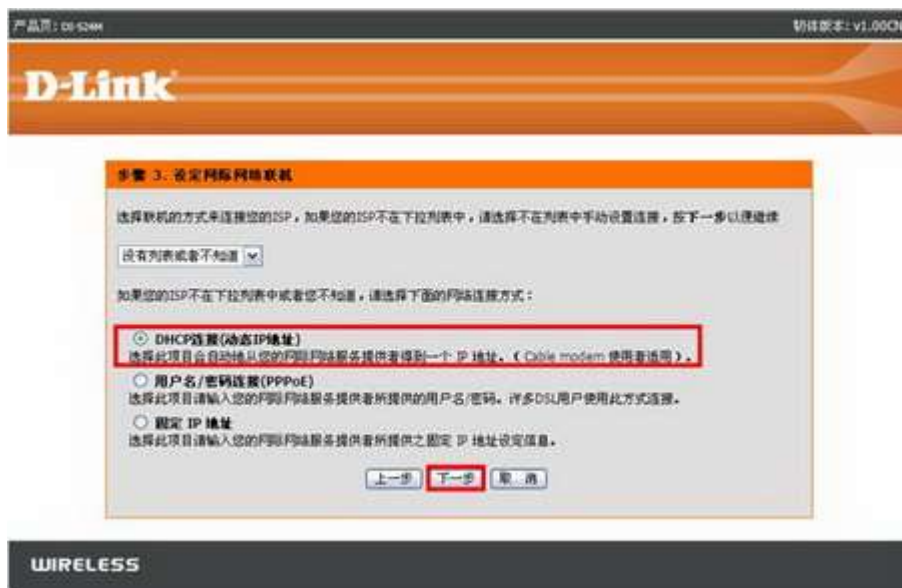 产品页: DI-524M 韧体版本: v1.00CN
D-Link
步骤 3. 设定网际网络联机
选择联机的方式来连接您的ISP，如果您的ISP不在下拉列表中，请选择不在列表中手动设置连接，按下一步以便继续
没有列表或者不知道
如果您的ISP不在下拉列表中或者您不知道，请选择下面的网络连接方式：
DHCP连接(动态IP地址)
选择此项目会自动地从您的网际网络服务提供者得到一个 IP 地址。( Cable modem 使用者适用 )。
用户名/密码连接(PPPoE)
选择此项目请输入您的网际网络服务提供者所提供的用户名/密码。许多DSL用户使用此方式连接。
固定 IP 地址
选择此项目请输入您的网际网络服务提供者所提供之固定 IP 地址设定信息。
上一步 下一步 取 消
WIRELESS